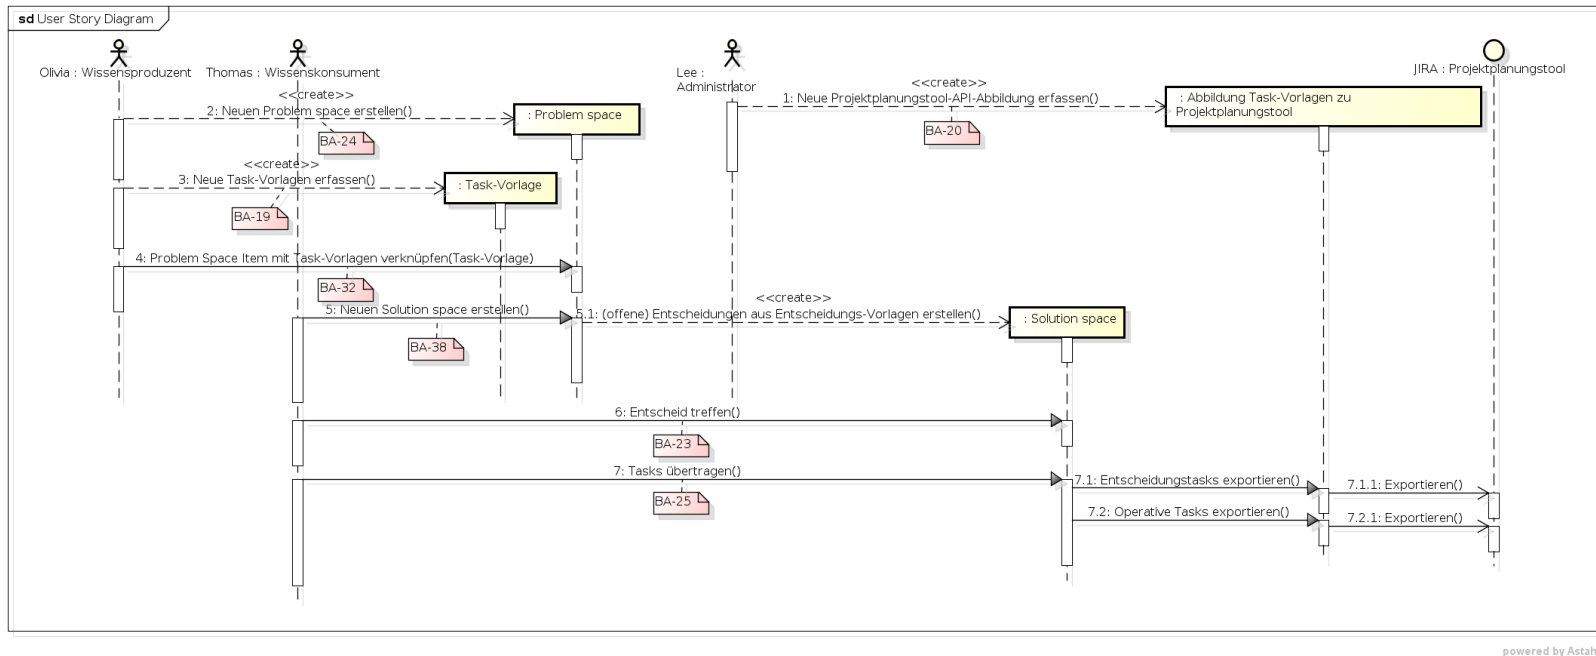 sd User Story Diagram
Olivia : Wissensproduzent
Thomas : Wissenskonsument
Lee :
Administrator
JIRA : Projektplanungstool
<<create>>
1: Neue Projektplanungstool-API-Abbildung erfassen()
: Abbildung Task-Vorlagen zu
Projektplanungstool
BA-20
<<create>>
2: Neuen Problem space erstellen()
: Problem space
BA-24
<<create>>
3: Neue Task-Vorlagen erfassen()
: Task-Vorlage
BA-19
4: Problem Space Item mit Task-Vorlagen verknüpfen(Task-Vorlage)
BA-32
5: Neuen Solution space erstellen()
<<create>>
5.1: (offene) Entscheidungen aus Entscheidungs-Vorlagen erstellen()
: Solution space
BA-38
6: Entscheid treffen()
BA-23
7: Tasks übertragen()
BA-25
7.1: Entscheidungstasks exportieren()
7.1.1: Exportieren()
7.2: Operative Tasks exportieren()
7.2.1: Exportieren()
powered by Astah